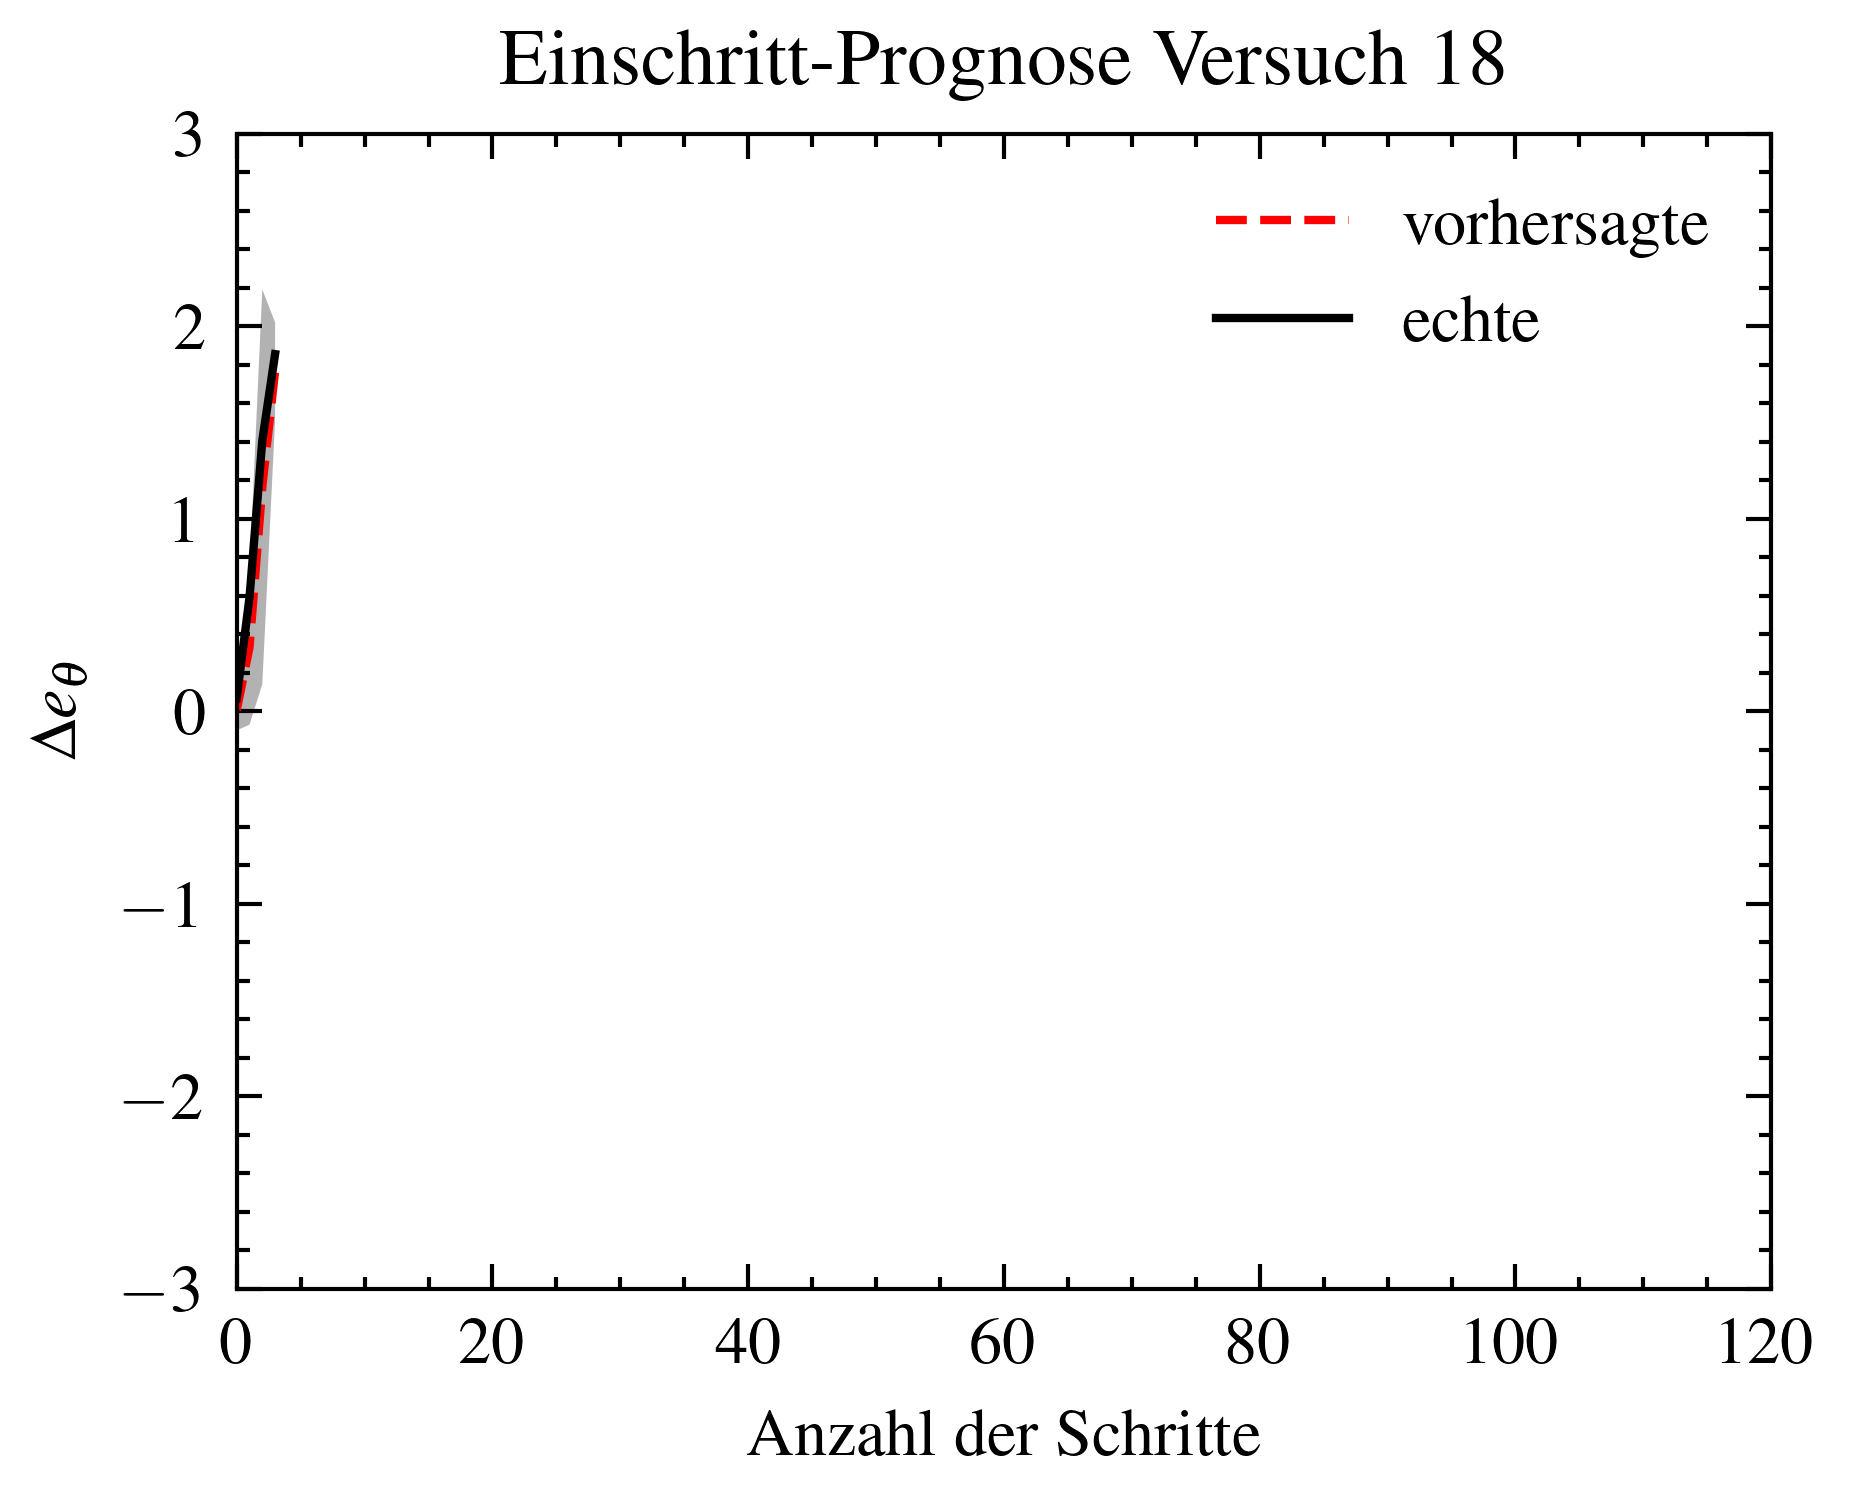 Einschritt-Prognose Versuch 18
3
2
1
0
−1
−2
−3
Δe_θ
vorhersagte
echte
0 20 40 60 80 100 120
Anzahl der Schritte